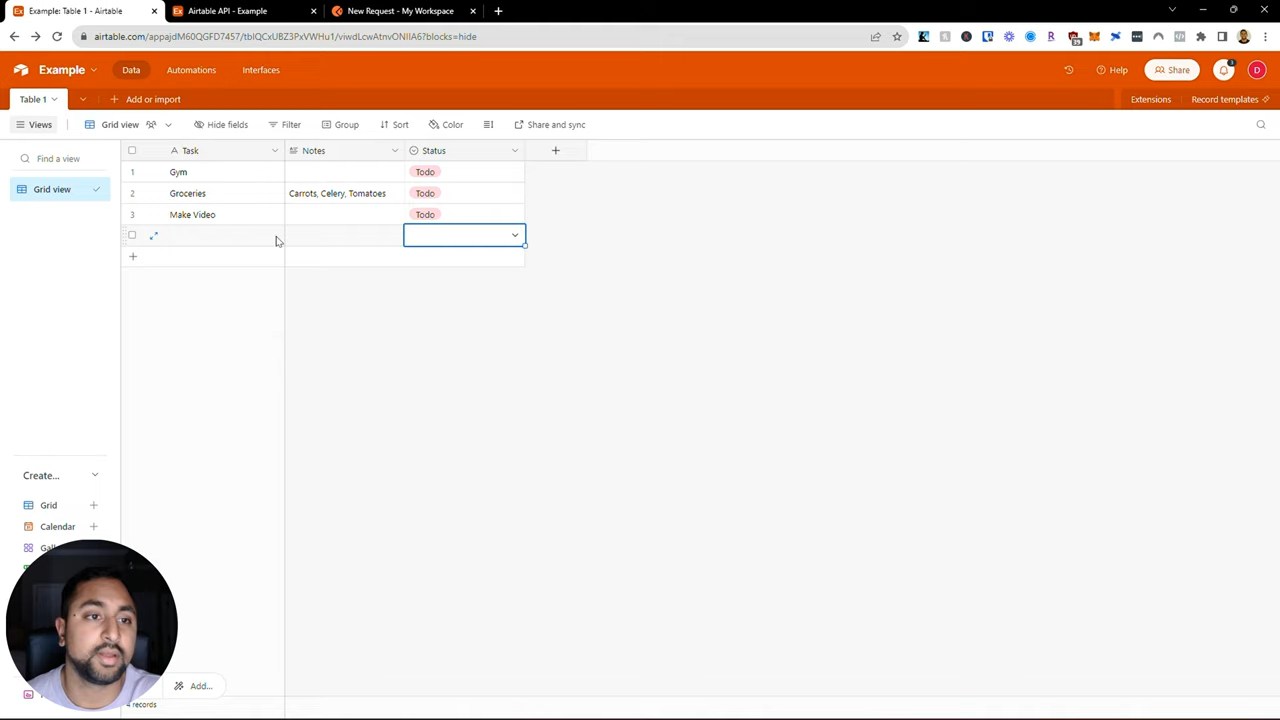 Example: Table 1 - Airtable
Airtable API - Example
New Request - My Workspace
airtable.com/appajdM60QGFD7457/tblQCxUBZ3PxVWHu1/viwdLcwAtnvONIIA6?blocks=hide
Example
Data
Automations
Interfaces
Help
Share
3
D
Table 1
Add or import
Extensions
Record templates
Views
Grid view
Hide fields
Filter
Group
Sort
Color
Share and sync
Find a view
Grid view
Task Notes Status
1 Gym Todo
2 Groceries Carrots, Celery, Tomatoes Todo
3 Make Video Todo
Create...
Grid
Calendar
Add...
4 records